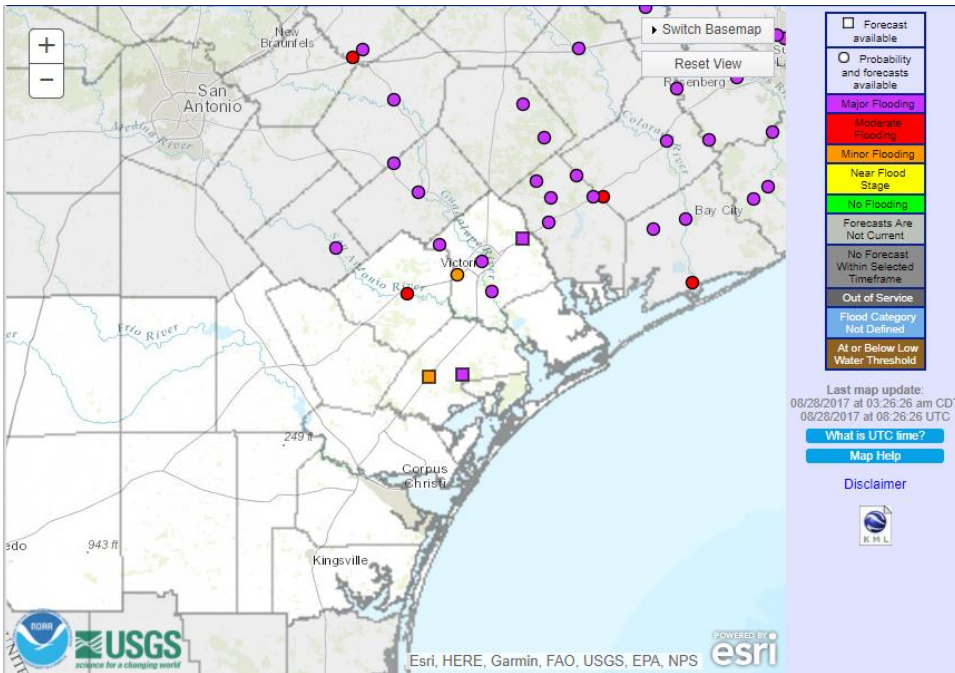 +
−
New
Braunfels
San
Antonio
Medina River
Switch Basemap
Reset View
Rosenberg
Colorado River
Guadalupe River
Bay City
Victoria
San Antonio River
Frio River
249 ft
Corpus
Christi
943 ft
edo
Kingsville
NOAA
USGS
science for a changing world
Esri, HERE, Garmin, FAO, USGS, EPA, NPS
POWERED BY
esri
Forecast
available
Probability
and forecasts
available
Major Flooding
Moderate
Flooding
Minor Flooding
Near Flood
Stage
No Flooding
Forecasts Are
Not Current
No Forecast
Within Selected
Timeframe
Out of Service
Flood Category
Not Defined
At or Below Low
Water Threshold
Last map update:
08/28/2017 at 03:26:26 am CDT
08/28/2017 at 08:26:26 UTC
What is UTC time?
Map Help
Disclaimer
KML